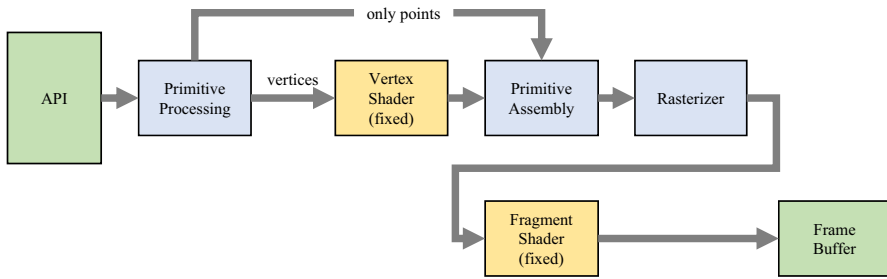 only points
API
Primitive
Processing
vertices
Vertex
Shader
(fixed)
Primitive
Assembly
Rasterizer
Fragment
Shader
(fixed)
Frame
Buffer